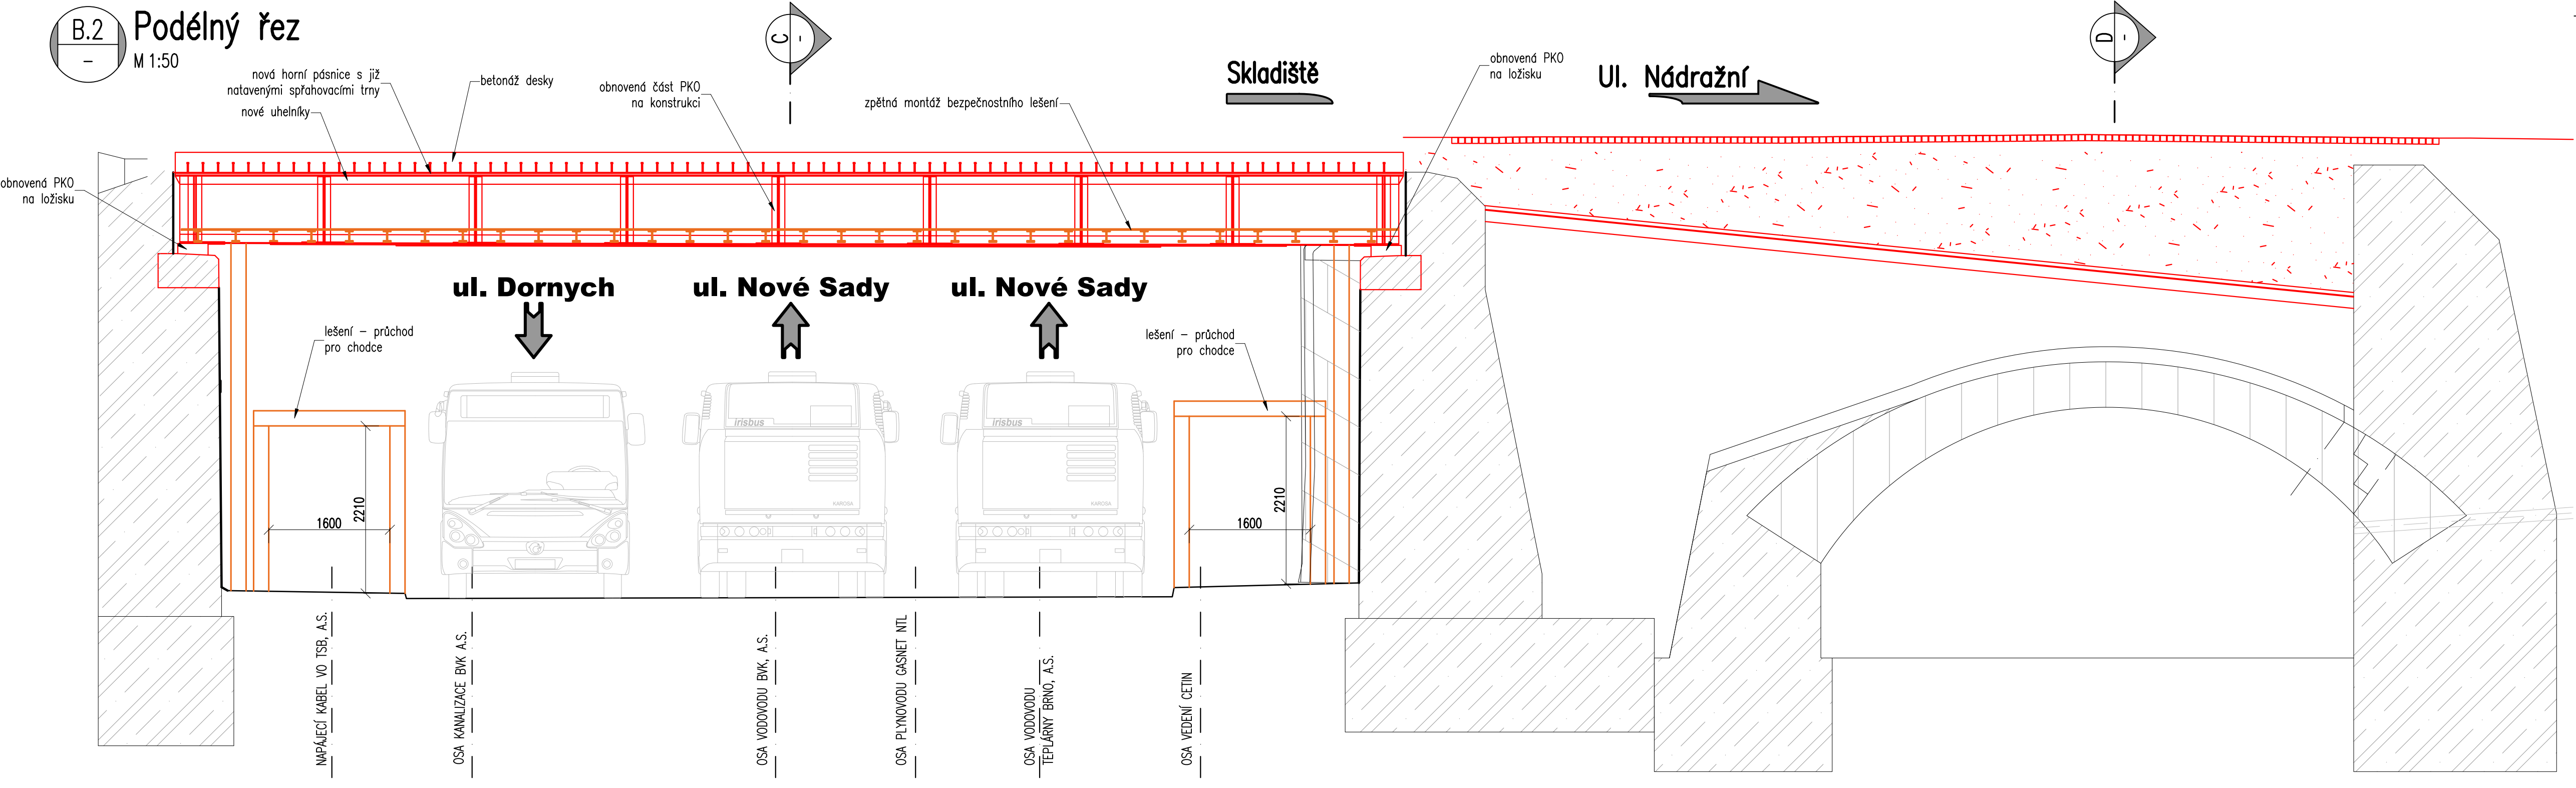 B.2
-
Podélný řez
M 1:50
C
-
D
-
nová horní pásnice s již
natavenými spřahovacími trny
nové uhelníky
betonáž desky
obnovená část PKO
na konstrukci
zpětná montáž bezpečnostního lešení
Skladiště
obnovená PKO
na ložisku
Ul. Nádražní
obnovená PKO
na ložisku
ul. Dornych
ul. Nové Sady
ul. Nové Sady
lešení – průchod
pro chodce
lešení – průchod
pro chodce
irisbus
irisbus
KAROSA
KAROSA
1600
2210
1600
2210
NAPÁJECÍ KABEL VO TSB, A.S.
OSA KANALIZACE BVK A.S.
OSA VODOVODU BVK, A.S.
OSA PLYNOVODU GASNET NTL
OSA VODOVODU
TEPLÁRNY BRNO, A.S.
OSA VEDENÍ CETIN